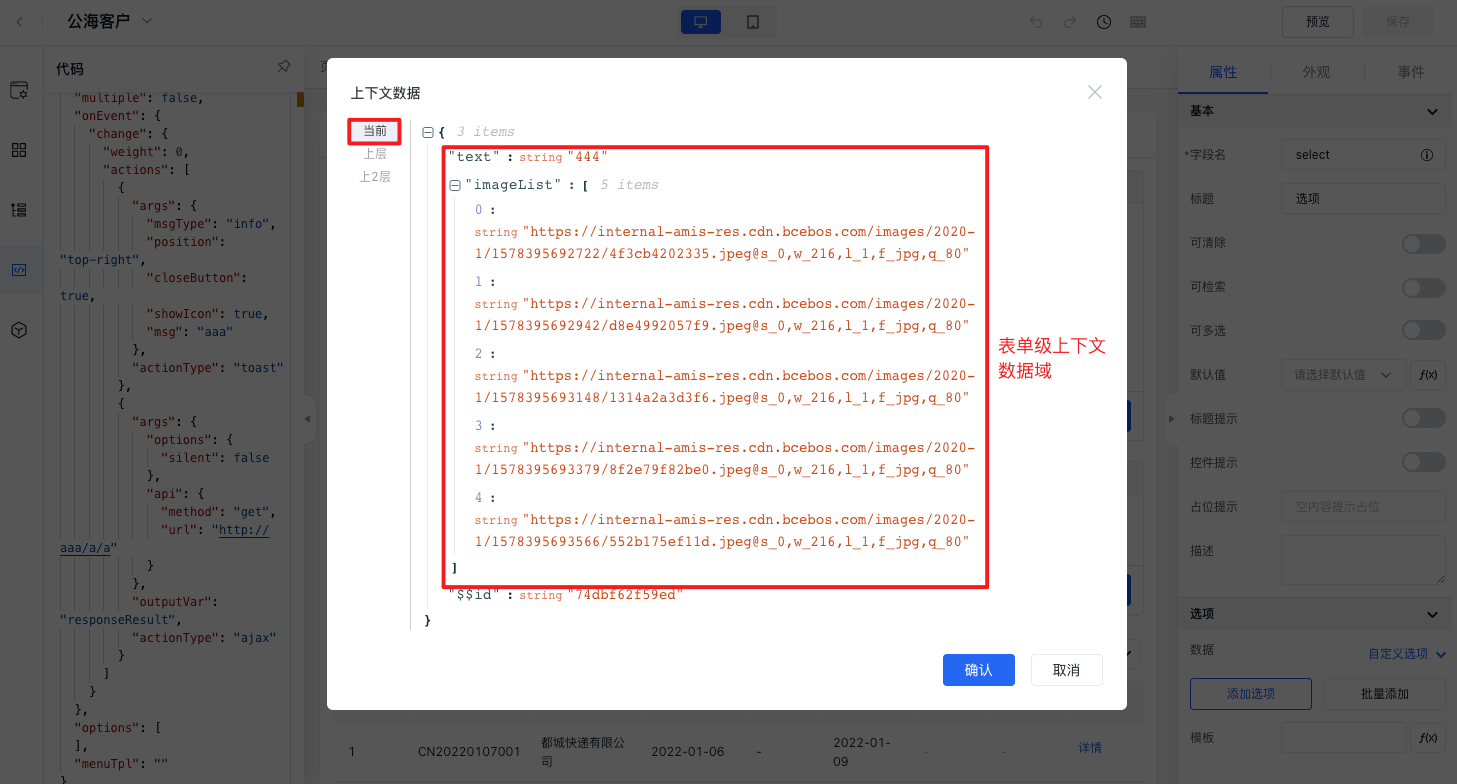 公海客户
预览
保存
代码
"multiple": false,
"onEvent": {
"change": {
"weight": 0,
"actions": [
{
"args": {
"msgType": "info",
"position":
"top-right",
"closeButton":
true,
"showIcon": true,
"msg": "aaa"
},
"actionType": "toast"
},
{
"args": {
"options": {
"silent": false
},
"api": {
"method": "get",
"url": "http://
aaa/a/a"
}
},
"outputVar":
"responseResult",
"actionType": "ajax"
}
]
}
},
"options": [
],
"menuTpl": ""
}
上下文数据
当前
上层
上2层
{ 3 items
"text" : string "444"
"imageList" : [ 5 items
0 :
string "https://internal-amis-res.cdn.bcebos.com/images/2020-
1/1578395692722/4f3cb4202335.jpeg@s_0,w_216,l_1,f_jpg,q_80"
1 :
string "https://internal-amis-res.cdn.bcebos.com/images/2020-
1/1578395692942/d8e4992057f9.jpeg@s_0,w_216,l_1,f_jpg,q_80"
2 :
string "https://internal-amis-res.cdn.bcebos.com/images/2020-
1/1578395693148/1314a2a3d3f6.jpeg@s_0,w_216,l_1,f_jpg,q_80"
3 :
string "https://internal-amis-res.cdn.bcebos.com/images/2020-
1/1578395693379/8f2e79f82be0.jpeg@s_0,w_216,l_1,f_jpg,q_80"
4 :
string "https://internal-amis-res.cdn.bcebos.com/images/2020-
1/1578395693566/552b175ef11d.jpeg@s_0,w_216,l_1,f_jpg,q_80"
]
"$$id" : string "74dbf62f59ed"
}
表单级上下文
数据域
确认
取消
1 CN20220107001 都城快递有限公司 2022-01-06 - 2022-01-09 - - 详情
属性 外观 事件
基本
*字段名 select
标题 选项
可清除
可检索
可多选
默认值 请选择默认值 ƒ(x)
标题提示
控件提示
占位提示 空内容提示占位
描述
选项
数据 自定义选项
添加选项 批量添加
模板 ƒ(x)